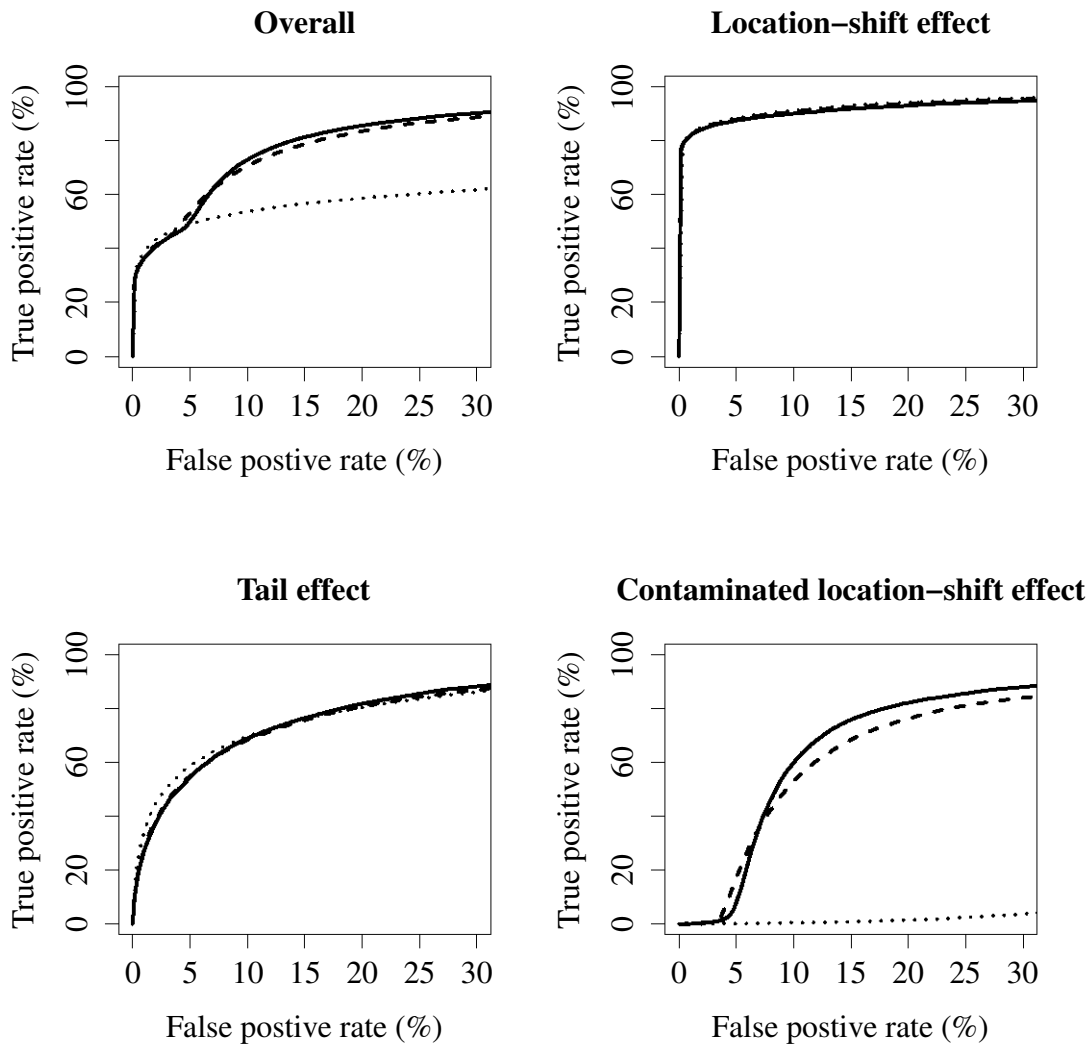 Overall
True positive rate (%)
0 20 60 100
0 5 10 15 20 25 30
False postive rate (%)
Location−shift effect
True positive rate (%)
0 20 60 100
0 5 10 15 20 25 30
False postive rate (%)
Tail effect
True positive rate (%)
0 20 60 100
0 5 10 15 20 25 30
False postive rate (%)
Contaminated location−shift effect
True positive rate (%)
0 20 60 100
0 5 10 15 20 25 30
False postive rate (%)